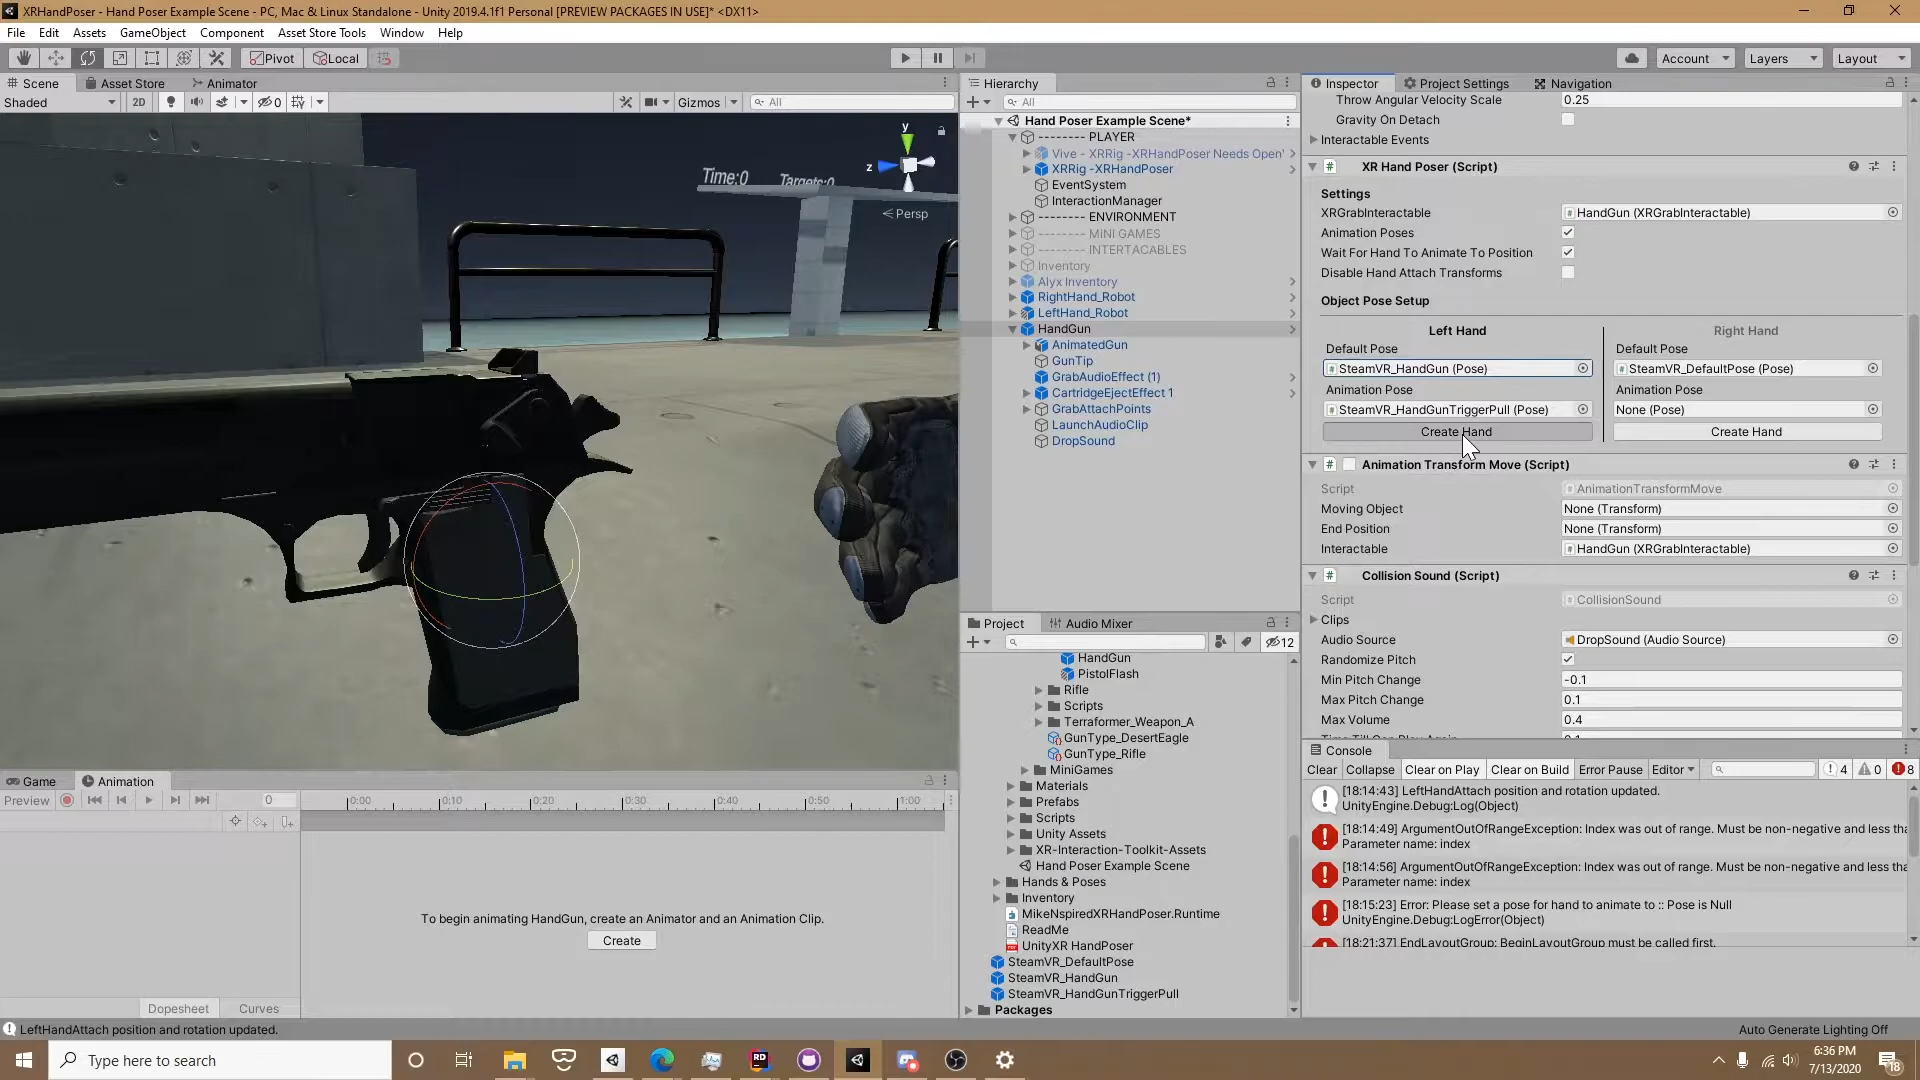 XRHandPoser - Hand Poser Example Scene - PC, Mac & Linux Standalone - Unity 2019.4.1f1 Personal [PREVIEW PACKAGES IN USE]* <DX11>
File Edit Assets GameObject Component Asset Store Tools Window Help
Pivot Local Account Layers Layout
Scene Asset Store Animator
Shaded 2D 0 Gizmos All
y
z
Persp
Time:0 Targets:0
Hierarchy
All
Hand Poser Example Scene*
-------- PLAYER
Vive - XRRig -XRHandPoser Needs Open'
XRRig -XRHandPoser
EventSystem
InteractionManager
-------- ENVIRONMENT
-------- MINI GAMES
-------- INTERTACABLES
Inventory
Alyx Inventory
RightHand_Robot
LeftHand_Robot
HandGun
AnimatedGun
GunTip
GrabAudioEffect (1)
CartridgeEjectEffect 1
GrabAttachPoints
LaunchAudioClip
DropSound
Inspector Project Settings Navigation
Throw Angular Velocity Scale 0.25
Gravity On Detach
Interactable Events
# XR Hand Poser (Script)
Settings
XRGrabInteractable HandGun (XRGrabInteractable)
Animation Poses
Wait For Hand To Animate To Position
Disable Hand Attach Transforms
Object Pose Setup
Left Hand Right Hand
Default Pose Default Pose
SteamVR_HandGun (Pose) SteamVR_DefaultPose (Pose)
Animation Pose Animation Pose
SteamVR_HandGunTriggerPull (Pose) None (Pose)
Create Hand Create Hand
# Animation Transform Move (Script)
Script AnimationTransformMove
Moving Object None (Transform)
End Position None (Transform)
Interactable HandGun (XRGrabInteractable)
# Collision Sound (Script)
Script CollisionSound
Clips
Audio Source DropSound (Audio Source)
Randomize Pitch
Min Pitch Change -0.1
Max Pitch Change 0.1
Max Volume 0.4
Project Audio Mixer
12
HandGun
PistolFlash
Rifle
Scripts
Terraformer_Weapon_A
GunType_DesertEagle
GunType_Rifle
MiniGames
Materials
Prefabs
Scripts
Unity Assets
XR-Interaction-Toolkit-Assets
Hand Poser Example Scene
Hands & Poses
Inventory
MikeNspiredXRHandPoser.Runtime
ReadMe
UnityXR HandPoser
SteamVR_DefaultPose
SteamVR_HandGun
SteamVR_HandGunTriggerPull
Packages
Console
Clear Collapse Clear on Play Clear on Build Error Pause Editor 4 0 8
[18:14:43] LeftHandAttach position and rotation updated.
UnityEngine.Debug:Log(Object)
[18:14:49] ArgumentOutOfRangeException: Index was out of range. Must be non-negative and less tha
Parameter name: index
[18:14:56] ArgumentOutOfRangeException: Index was out of range. Must be non-negative and less tha
Parameter name: index
[18:15:23] Error: Please set a pose for hand to animate to :: Pose is Null
UnityEngine.Debug:LogError(Object)
[18:21:37] EndLayoutGroup: BeginLayoutGroup must be called first.
Game Animation
Preview 0 0:00 0:10 0:20 0:30 0:40 0:50 1:00
To begin animating HandGun, create an Animator and an Animation Clip.
Create
Dopesheet Curves
LeftHandAttach position and rotation updated.
Auto Generate Lighting Off
Type here to search
RD
6:36 PM
7/13/2020
18